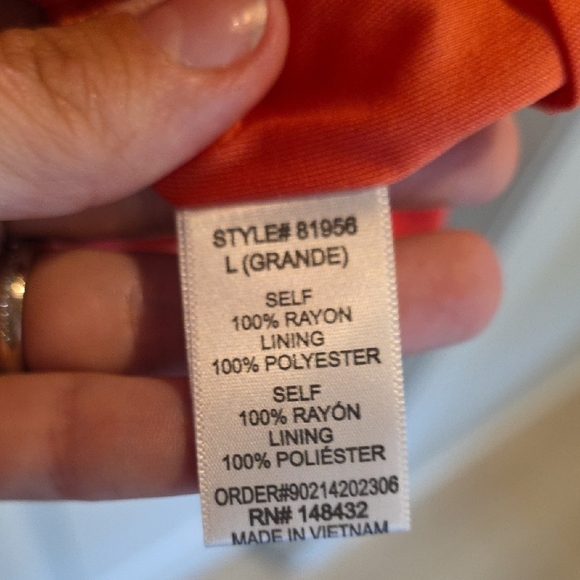 STYLE# 81956
L (GRANDE)
SELF
100% RAYON
LINING
100% POLYESTER
SELF
100% RAYÓN
LINING
100% POLIÉSTER
ORDER#90214202306
RN# 148432
MADE IN VIETNAM